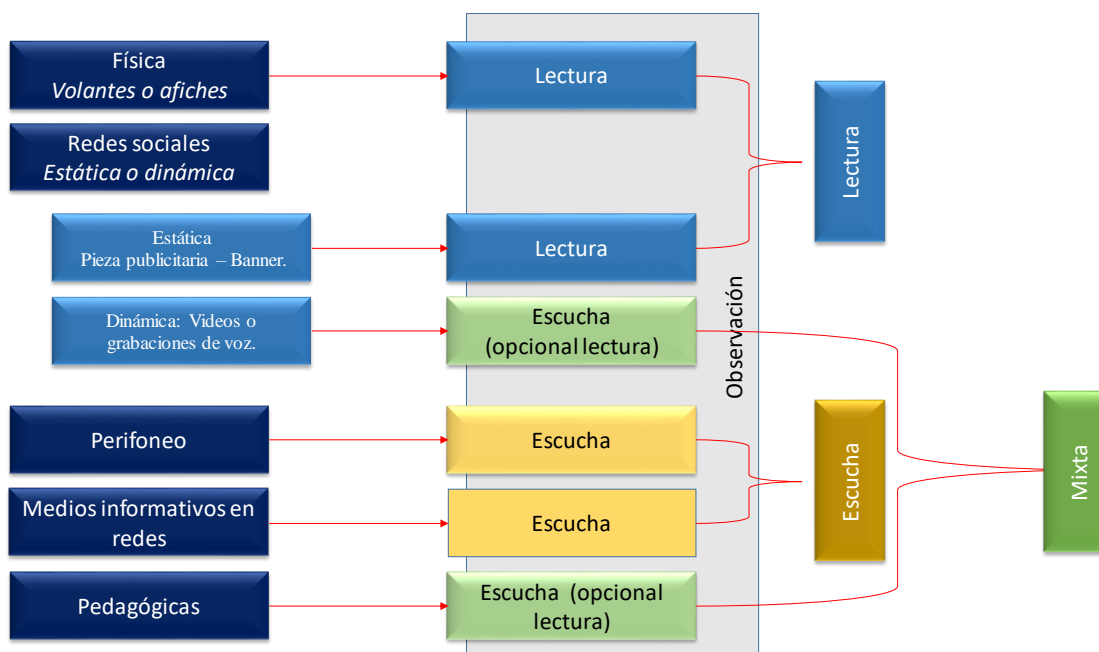 Física
Volantes o afiches
Lectura
Redes sociales
Estática o dinámica
Lectura
Estática
Pieza publicitaria – Banner.
Lectura
Dinámica: Videos o
grabaciones de voz.
Escucha
(opcional lectura)
Observación
Perifoneo
Escucha
Escucha
Mixta
Medios informativos en
redes
Escucha
Pedagógicas
Escucha (opcional
lectura)